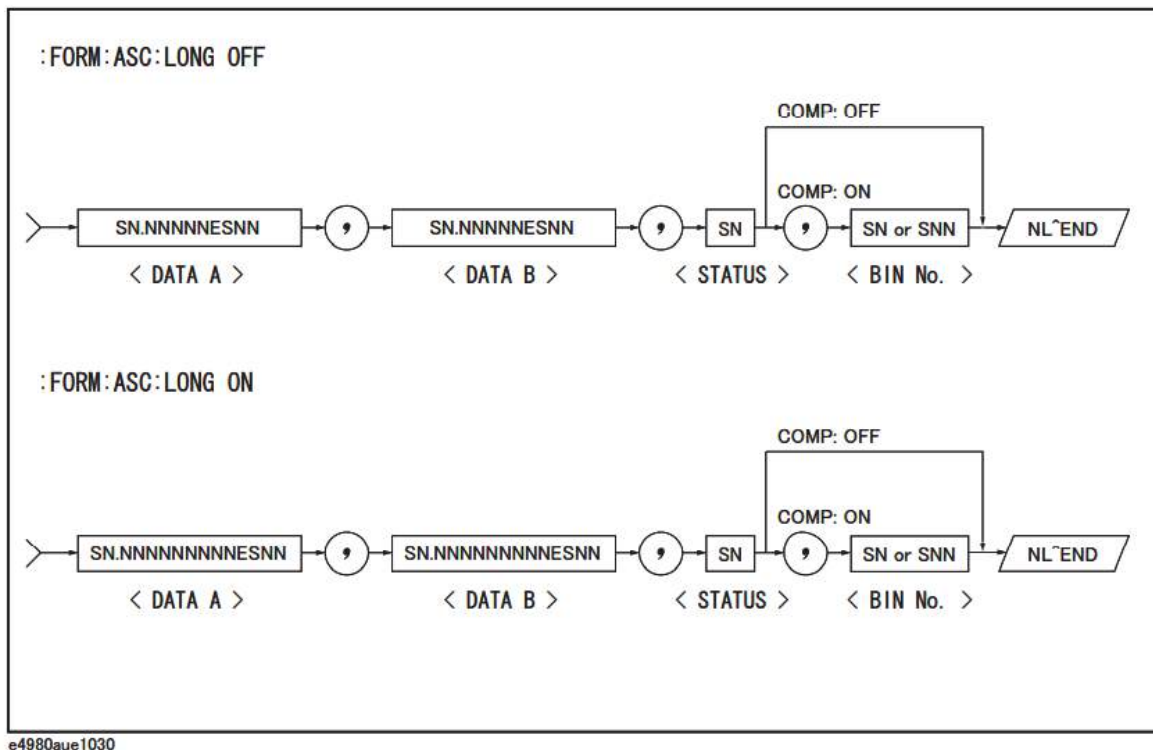 :FORM:ASC:LONG OFF
COMP: OFF
COMP: ON
SN.NNNNNESNN , SN.NNNNNESNN , SN , SN or SNN NL^END
< DATA A > < DATA B > < STATUS > < BIN No. >
:FORM:ASC:LONG ON
COMP: OFF
COMP: ON
SN.NNNNNNNNNESNN , SN.NNNNNNNNNESNN , SN , SN or SNN NL^END
< DATA A > < DATA B > < STATUS > < BIN No. >
e4980aue1030